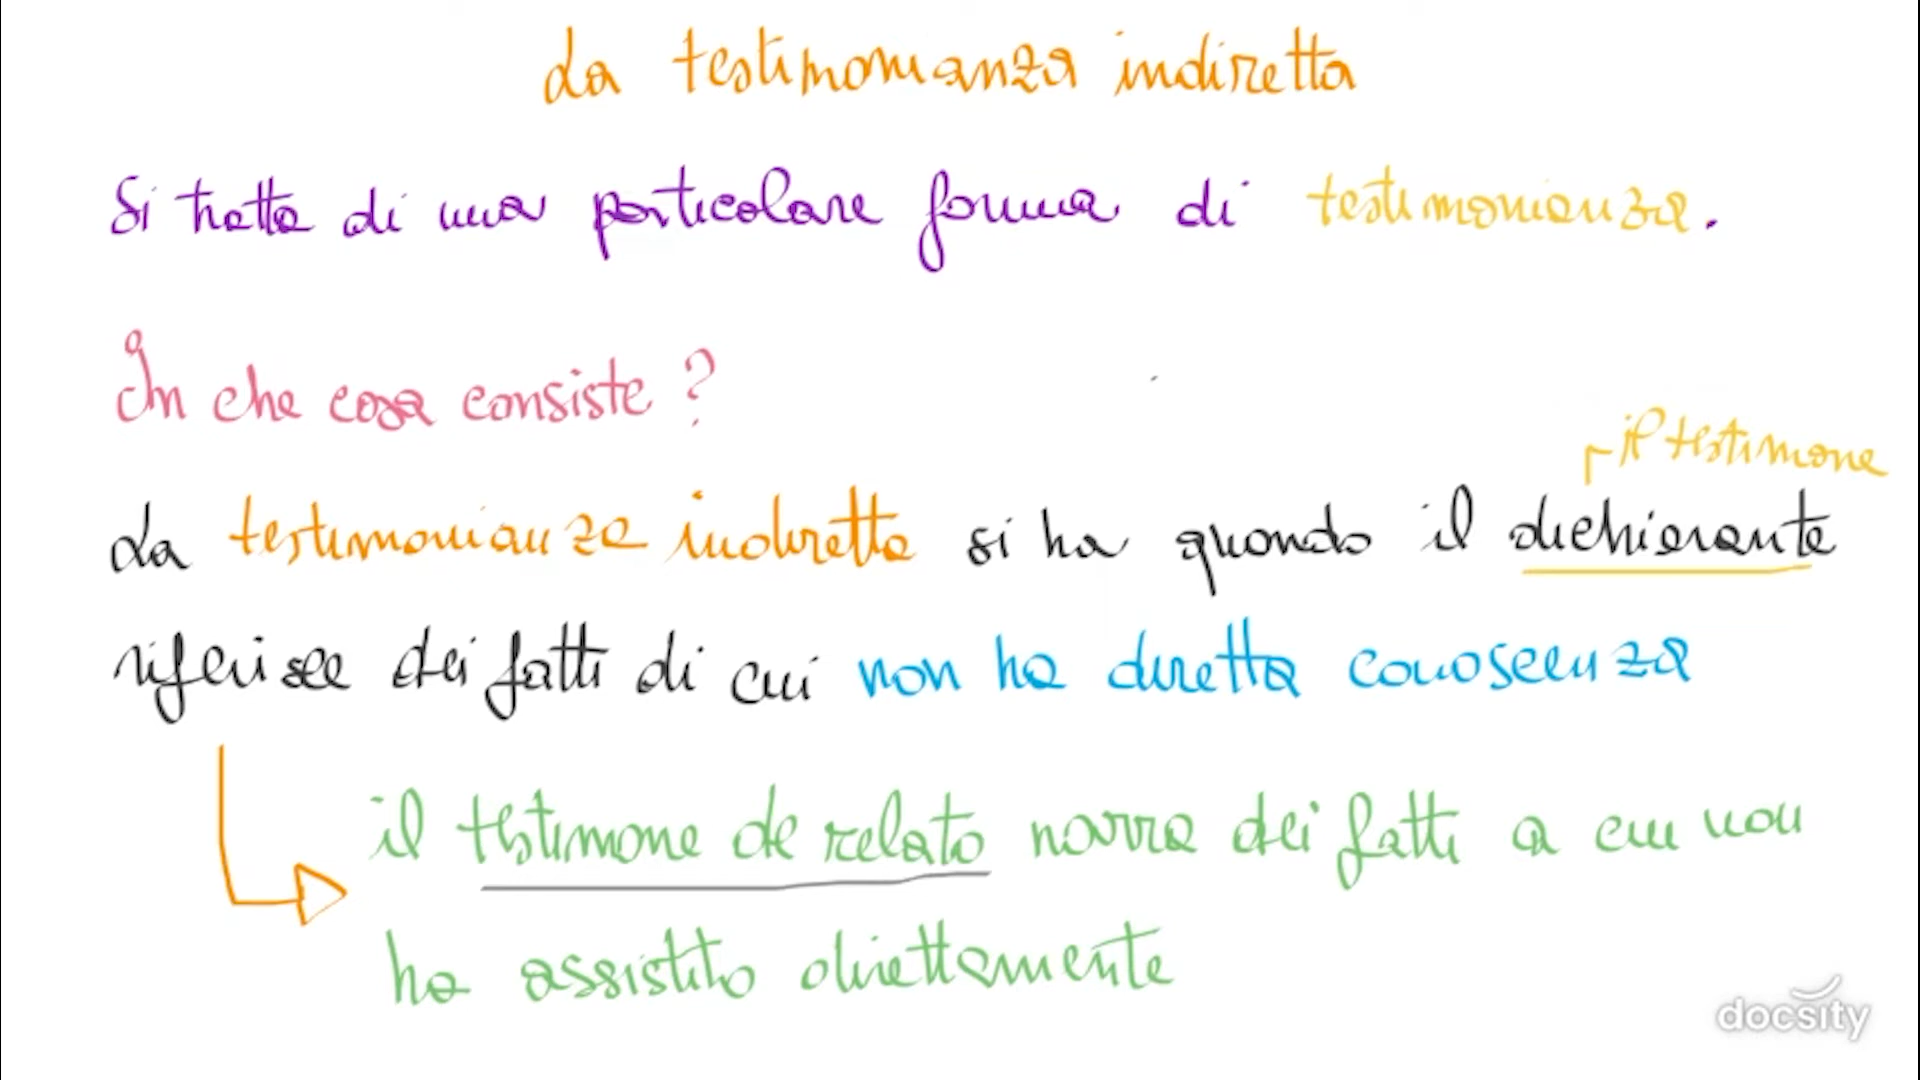 La testimonianza indiretta
Si tratta di una particolare forma di testimonianza.
In che cosa consiste?
il testimone
La testimonianza indiretta si ha quando il dichiarante
riferisce dei fatti di cui non ha diretta conoscenza
il testimone de relato narra dei fatti a cui non
ha assistito direttamente
docsity